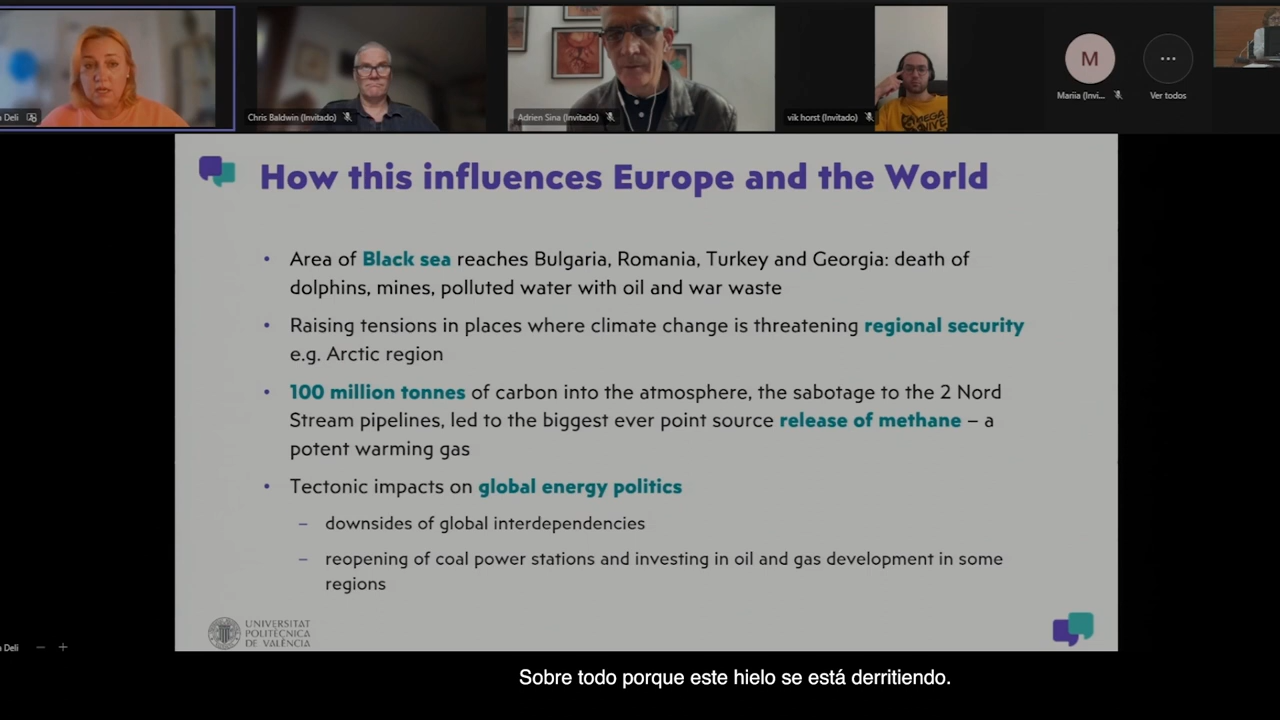 Deli
Chris Baldwin (Invitado)
Adrien Sina (Invitado)
vik horst (Invitado)
M
Mariia (Invi...
Ver todos
How this influences Europe and the World
• Area of Black sea reaches Bulgaria, Romania, Turkey and Georgia: death of
dolphins, mines, polluted water with oil and war waste
• Raising tensions in places where climate change is threatening regional security
e.g. Arctic region
• 100 million tonnes of carbon into the atmosphere, the sabotage to the 2 Nord
Stream pipelines, led to the biggest ever point source release of methane – a
potent warming gas
• Tectonic impacts on global energy politics
– downsides of global interdependencies
– reopening of coal power stations and investing in oil and gas development in some
regions
UNIVERSITAT
POLITÈCNICA
DE VALÈNCIA
Deli
Sobre todo porque este hielo se está derritiendo.